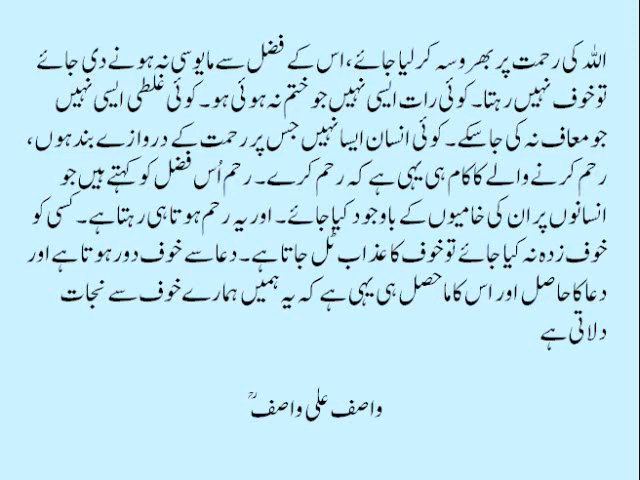 اللہ کی رحمت پر بھروسہ کر لیا جائے، اس کے فضل سے مایوسی نہ ہونے دی جائے
تو خوف نہیں رہتا۔ کوئی رات ایسی نہیں جو ختم نہ ہوئی ہو۔ کوئی غلطی ایسی نہیں
جو معاف نہ کی جا سکے۔ کوئی انسان ایسا نہیں جس پر رحمت کے دروازے بند ہوں،
رحم کرنے والے کا کام ہی یہی ہے کہ رحم کرے۔ رحم اُس فضل کو کہتے ہیں جو
انسانوں پر ان کی خامیوں کے باوجود کیا جائے۔ اور یہ رحم ہوتا ہی رہتا ہے۔ کسی کو
خوف زدہ نہ کیا جائے تو خوف کا عذاب ٹل جاتا ہے۔ دعا سے خوف دور ہوتا ہے اور
دعا کا حاصل اور اس کا ماحصل ہی یہی ہے کہ یہ ہمیں ہمارے خوف سے نجات
دلاتی ہے
واصف علی واصفؒ